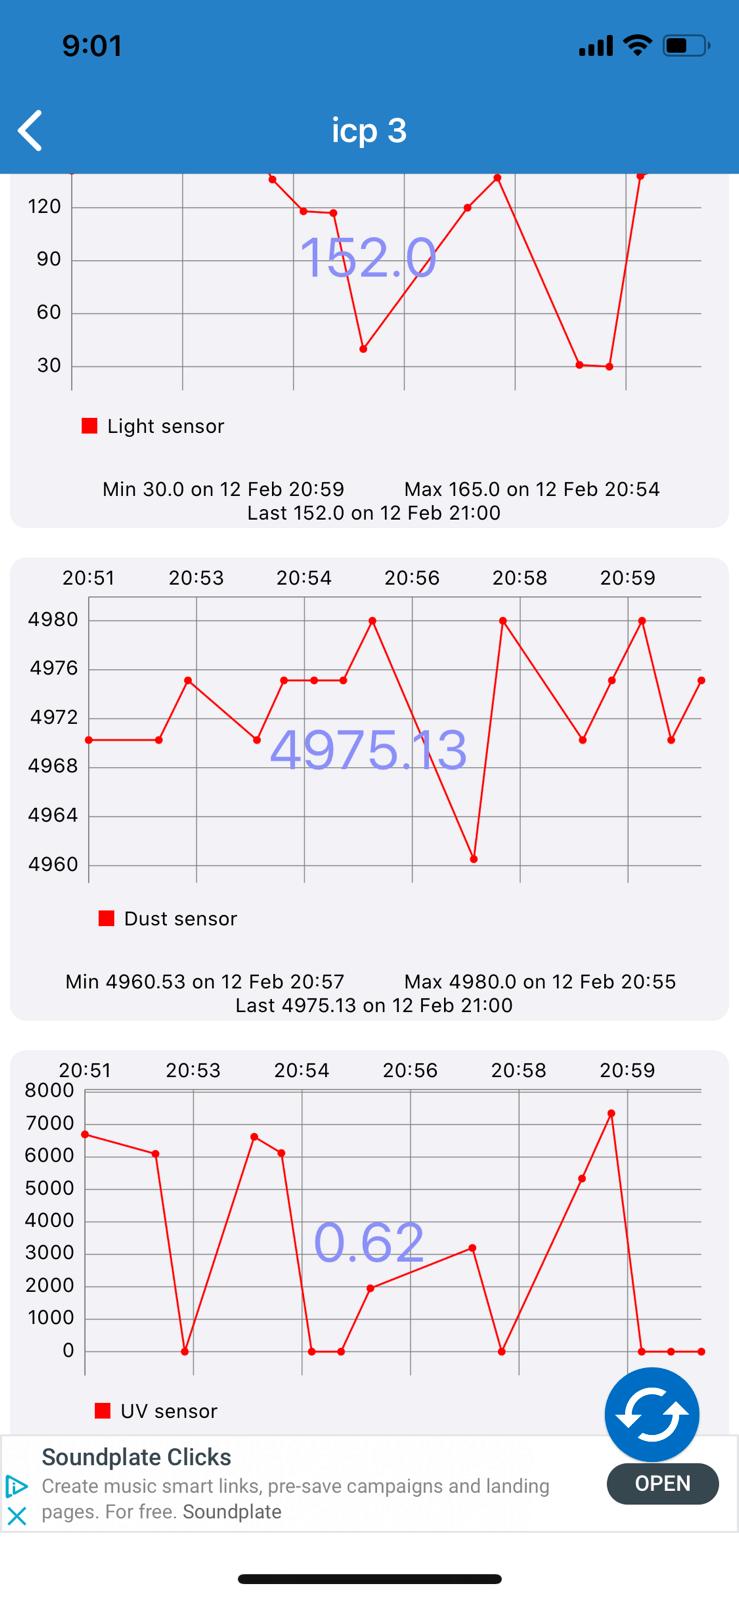 9:01
icp 3
120
90
60
30
152.0
Light sensor
Min 30.0 on 12 Feb 20:59 Max 165.0 on 12 Feb 20:54
Last 152.0 on 12 Feb 21:00
20:51 20:53 20:54 20:56 20:58 20:59
4980
4976
4972
4968
4964
4960
4975.13
Dust sensor
Min 4960.53 on 12 Feb 20:57 Max 4980.0 on 12 Feb 20:55
Last 4975.13 on 12 Feb 21:00
20:51 20:53 20:54 20:56 20:58 20:59
8000
7000
6000
5000
4000
3000
2000
1000
0
0.62
UV sensor
Soundplate Clicks
Create music smart links, pre-save campaigns and landing
pages. For free. Soundplate
OPEN